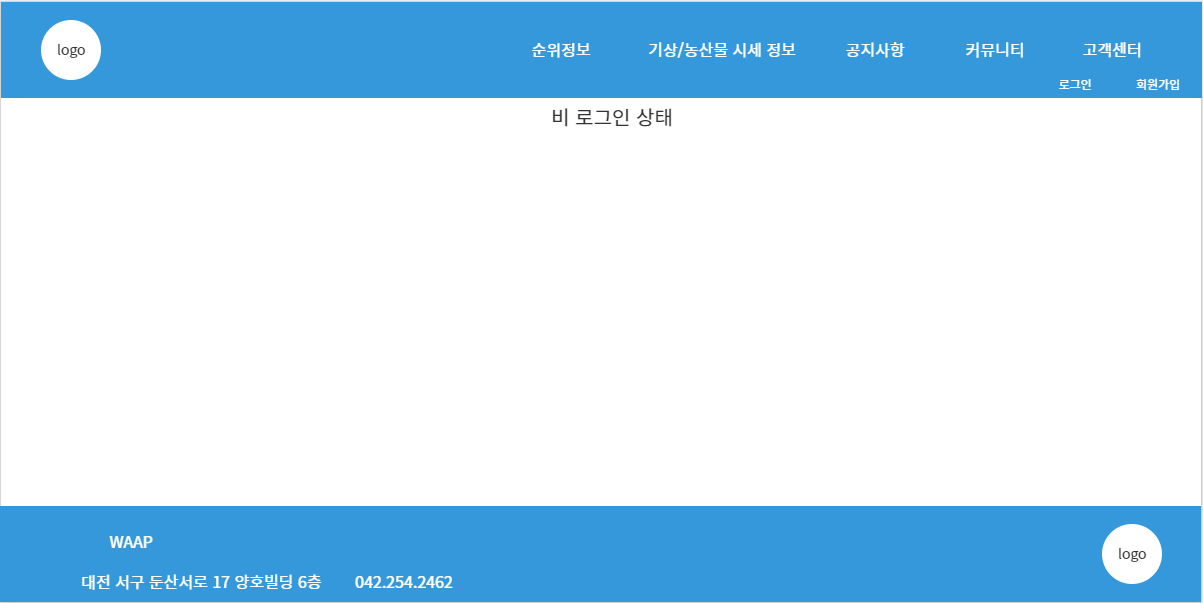 logo 순위정보 기상/농산물 시세 정보 공지사항 커뮤니티 고객센터
로그인 회원가입
비 로그인 상태
WAAP
logo
대전 서구 둔산서로 17 양호빌딩 6층 042.254.2462